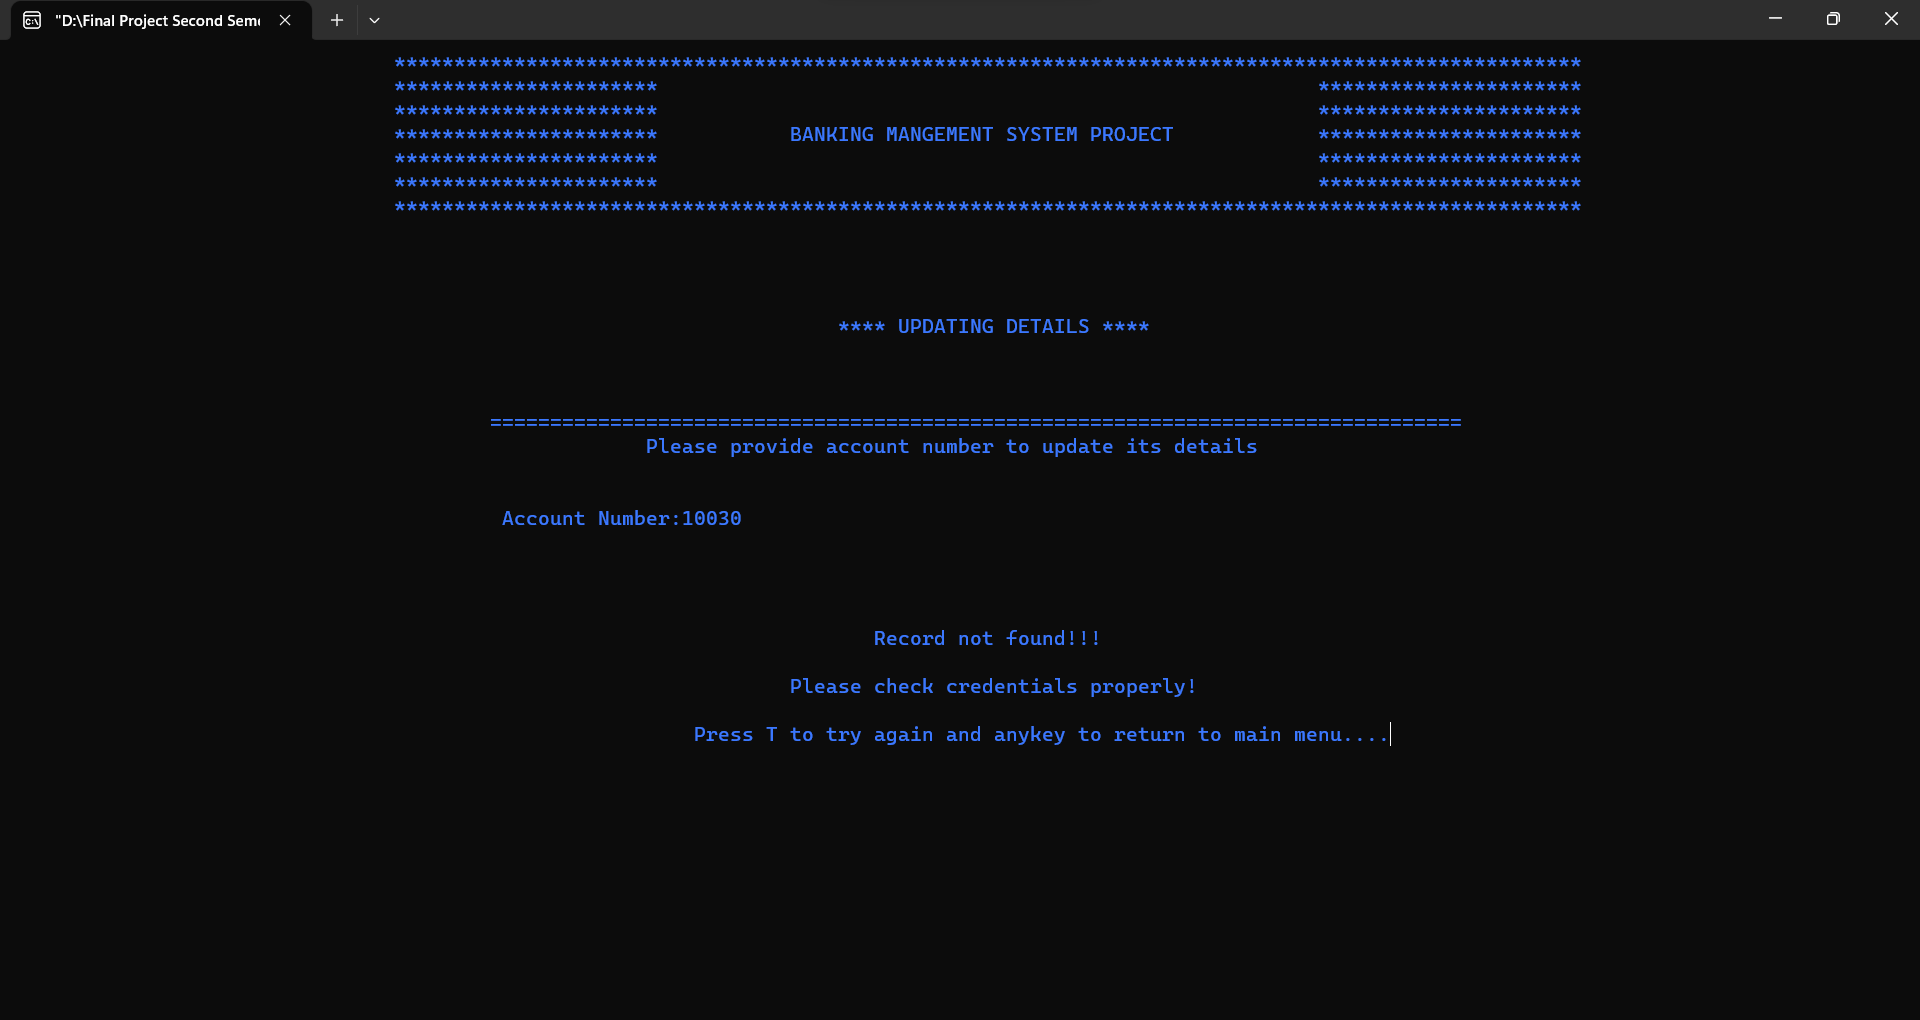 "D:\Final Project Second Seme
***************************************************************************************************
**********************                                                       **********************
**********************                                                       **********************
**********************           BANKING MANGEMENT SYSTEM PROJECT            **********************
**********************                                                       **********************
**********************                                                       **********************
***************************************************************************************************
**** UPDATING DETAILS ****
=================================================================================
Please provide account number to update its details
Account Number:10030
Record not found!!!
Please check credentials properly!
Press T to try again and anykey to return to main menu....